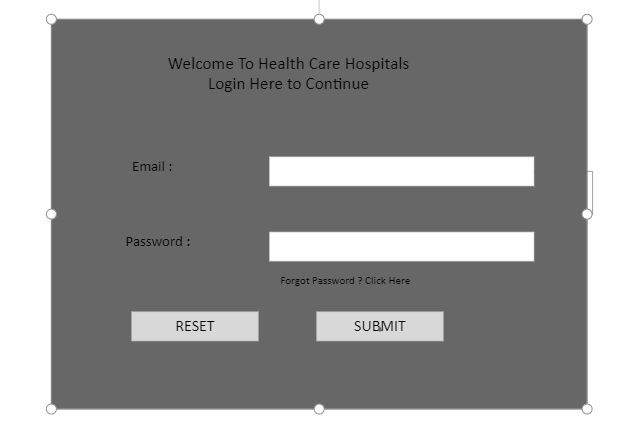 Welcome To Health Care Hospitals
Login Here to Continue
Email :
Password :
Forgot Password ? Click Here
RESET
SUBMIT